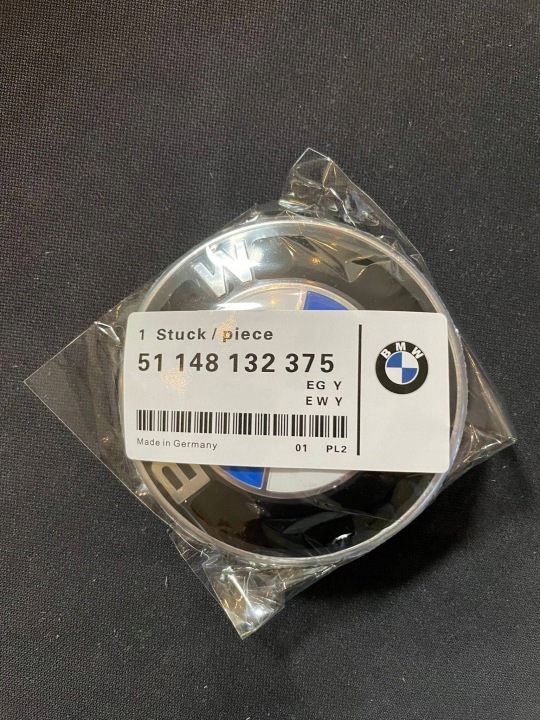 W
1 Stuck / piece
51 148 132 375
EG Y
EW Y
BMW
Made in Germany
01 PL2
B